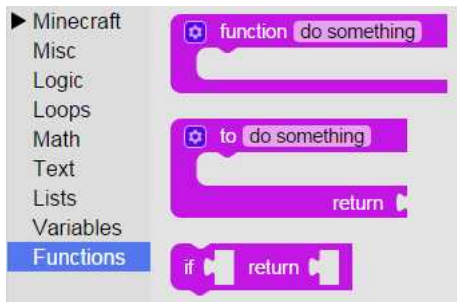 Minecraft
Misc
Logic
Loops
Math
Text
Lists
Variables
Functions
function do something
to do something
return
if return